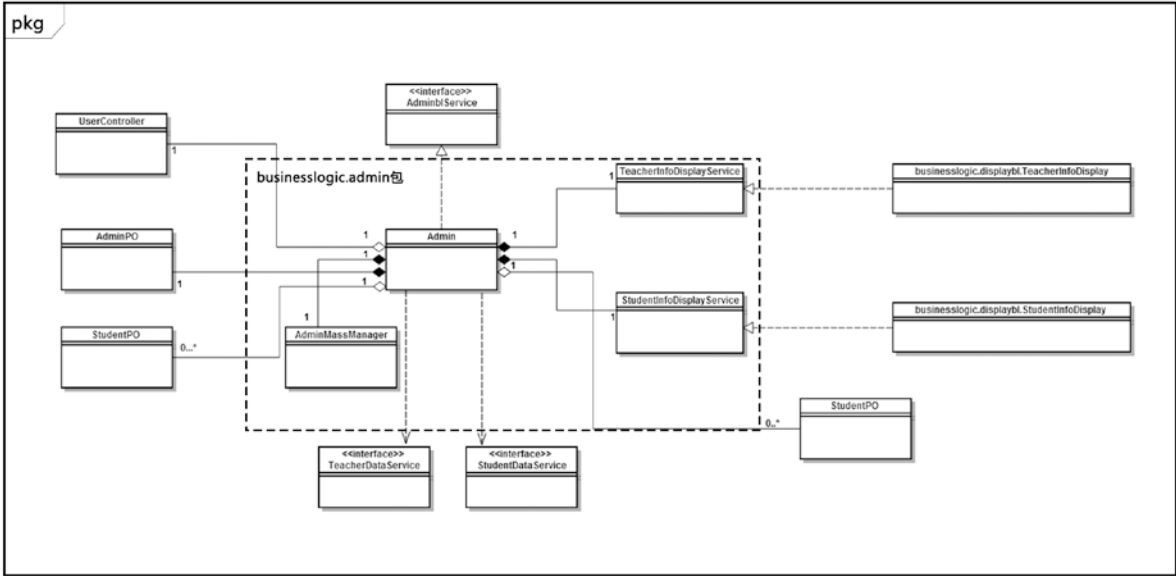 pkg
<<interface>>
AdminblService
UserController
1
businesslogic.admin包
TeacherInfoDisplayService
1
businesslogic.displaybl.TeacherInfoDisplay
AdminPO
1
Admin
1
1
1
1
1
1
StudentInfoDisplayService
1
businesslogic.displaybl.StudentInfoDisplay
StudentPO
0...*
1
AdminMassManager
StudentPO
0..*
<<interface>>
TeacherDataService
<<interface>>
StudentDataService